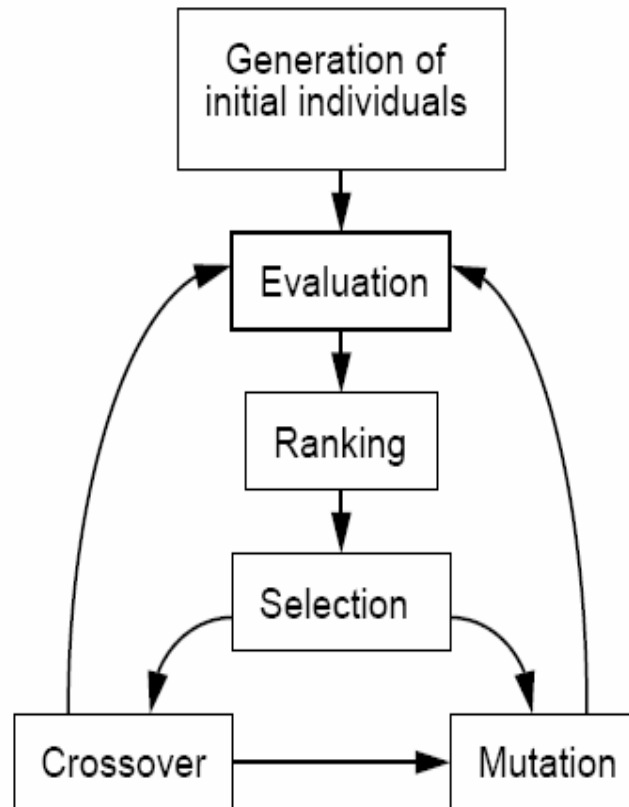 Generation of
initial individuals
Evaluation
Ranking
Selection
Crossover
Mutation